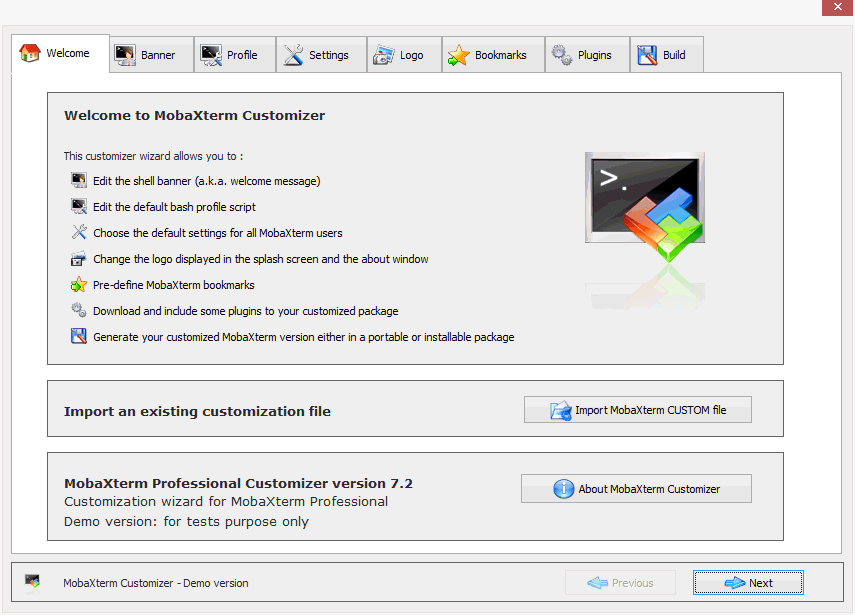 Welcome
Banner
Profile
Settings
Logo
Bookmarks
Plugins
Build
Welcome to MobaXterm Customizer
This customizer wizard allows you to :
Edit the shell banner (a.k.a. welcome message)
Edit the default bash profile script
Choose the default settings for all MobaXterm users
Change the logo displayed in the splash screen and the about window
Pre-define MobaXterm bookmarks
Download and include some plugins to your customized package
Generate your customized MobaXterm version either in a portable or installable package
Import an existing customization file
Import MobaXterm CUSTOM file
MobaXterm Professional Customizer version 7.2
Customization wizard for MobaXterm Professional
Demo version: for tests purpose only
About MobaXterm Customizer
MobaXterm Customizer - Demo version
Previous
Next